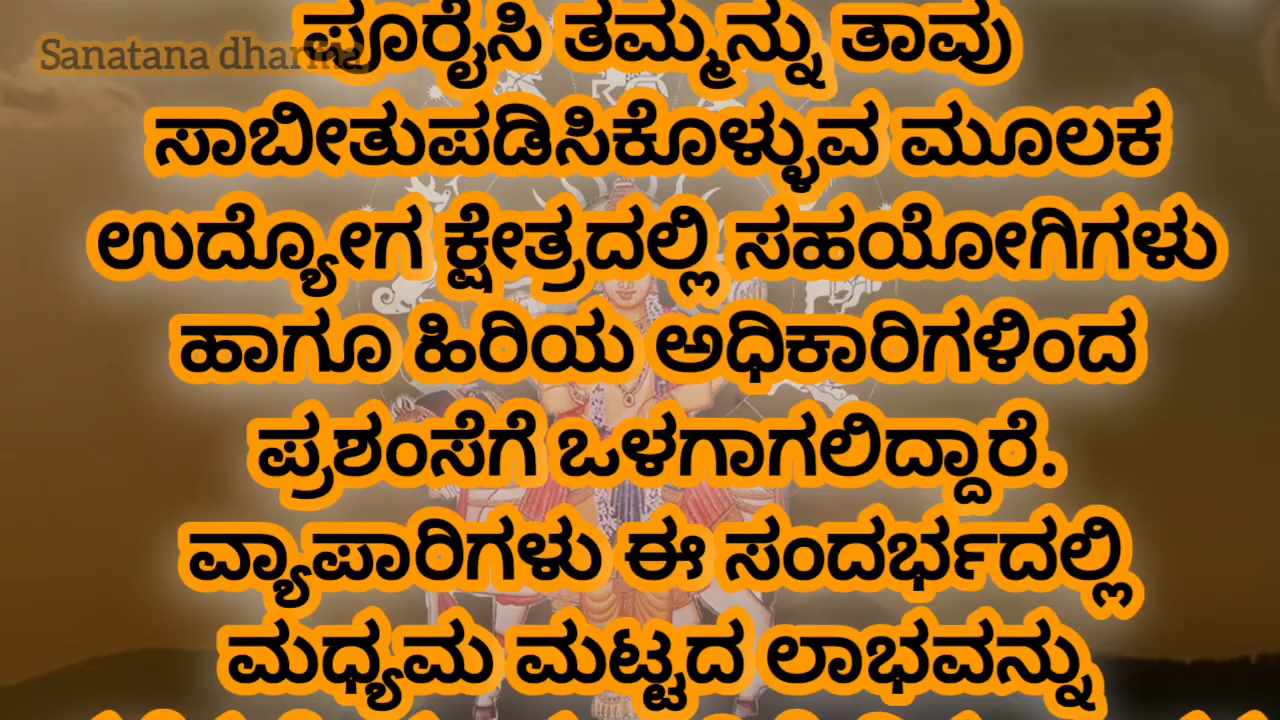 Sanatana dharma
ಪೂರೈಸಿ ತಮ್ಮನ್ನು ತಾವು
ಸಾಬೀತುಪಡಿಸಿಕೊಳ್ಳುವ ಮೂಲಕ
ಉದ್ಯೋಗ ಕ್ಷೇತ್ರದಲ್ಲಿ ಸಹಯೋಗಿಗಳು
ಹಾಗೂ ಹಿರಿಯ ಅಧಿಕಾರಿಗಳಿಂದ
ಪ್ರಶಂಸೆಗೆ ಒಳಗಾಗಲಿದ್ದಾರೆ.
ವ್ಯಾಪಾರಿಗಳು ಈ ಸಂದರ್ಭದಲ್ಲಿ
ಮಧ್ಯಮ ಮಟ್ಟದ ಲಾಭವನ್ನು